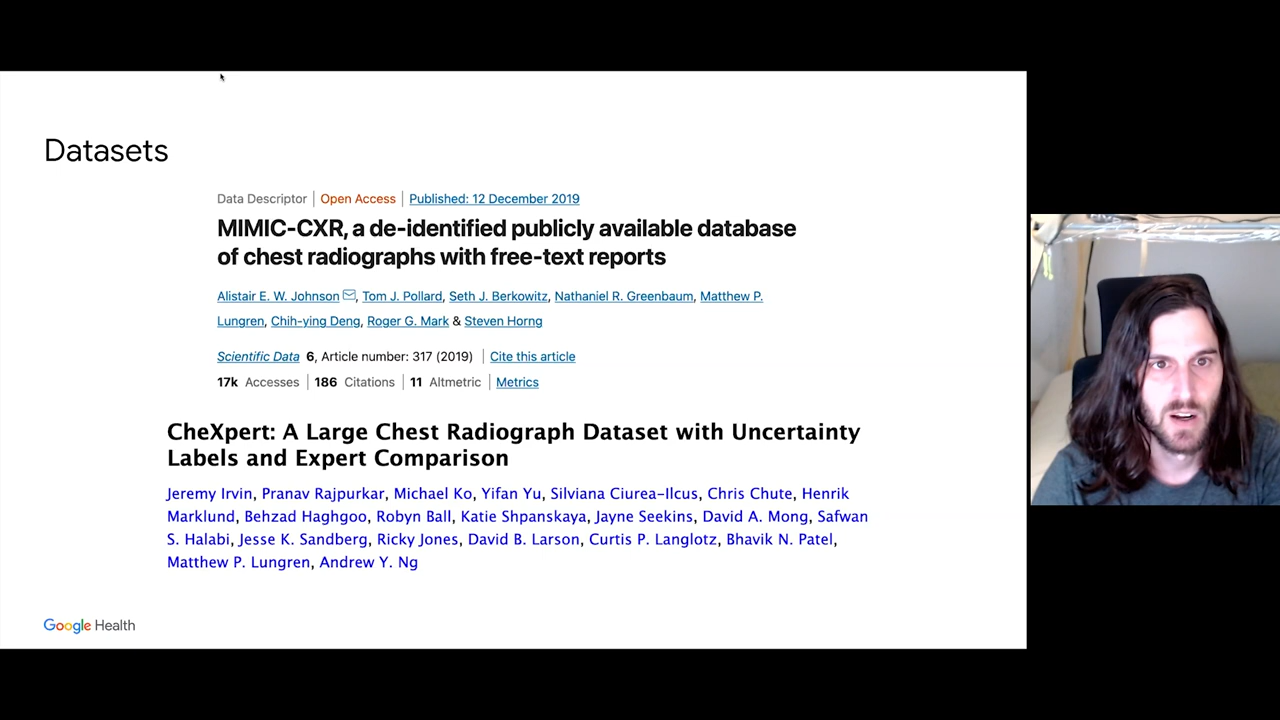 Datasets
Data Descriptor | Open Access | Published: 12 December 2019
MIMIC-CXR, a de-identified publicly available database
of chest radiographs with free-text reports
Alistair E. W. Johnson, Tom J. Pollard, Seth J. Berkowitz, Nathaniel R. Greenbaum, Matthew P.
Lungren, Chih-ying Deng, Roger G. Mark & Steven Horng
Scientific Data 6, Article number: 317 (2019) | Cite this article
17k Accesses | 186 Citations | 11 Altmetric | Metrics
CheXpert: A Large Chest Radiograph Dataset with Uncertainty
Labels and Expert Comparison
Jeremy Irvin, Pranav Rajpurkar, Michael Ko, Yifan Yu, Silviana Ciurea-Ilcus, Chris Chute, Henrik
Marklund, Behzad Haghgoo, Robyn Ball, Katie Shpanskaya, Jayne Seekins, David A. Mong, Safwan
S. Halabi, Jesse K. Sandberg, Ricky Jones, David B. Larson, Curtis P. Langlotz, Bhavik N. Patel,
Matthew P. Lungren, Andrew Y. Ng
Google Health